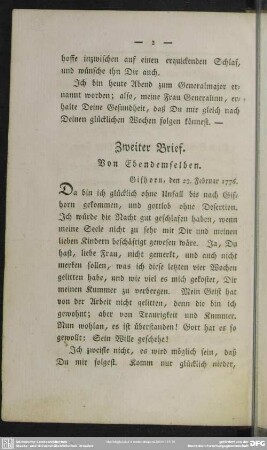 — 2 —
hoffe inzwischen auf einen erquickenden Schlaf,
und wünsche ihn Dir auch.
Ich bin heute Abend zum Generalmajor er-
nannt worden; also, meine Frau Generalinn, er-
halte Deine Gesundheit, daß Du mir gleich nach
Deinen glücklichen Wochen folgen könnest. —
Zweiter Brief.
Von Ebendemselben.
Gifhorn, den 23. Februar 1776.
Da bin ich glücklich ohne Unfall bis nach Gif-
horn gekommen, und gottlob ohne Desertion.
Ich würde die Nacht gut geschlafen haben, wenn
meine Seele nicht zu sehr mit Dir und meinen
lieben Kindern beschäftigt gewesen wäre. Ja, Du
hast, liebe Frau, nicht gemerkt, und auch nicht
merken sollen, was ich diese letzten vier Wochen
gelitten habe, und wie viel es mich gekostet, Dir
meinen Kummer zu verbergen. Mein Geist hat
von der Arbeit nicht gelitten, denn die bin ich
gewohnt; aber von Traurigkeit und Kummer.
Nun wohlan, es ist überstanden! Gott hat es so
gewollt: Sein Wille geschehe!
Ich zweifle nicht, es wird möglich sein, daß
Du mir folgest. Komm nur glücklich nieder,